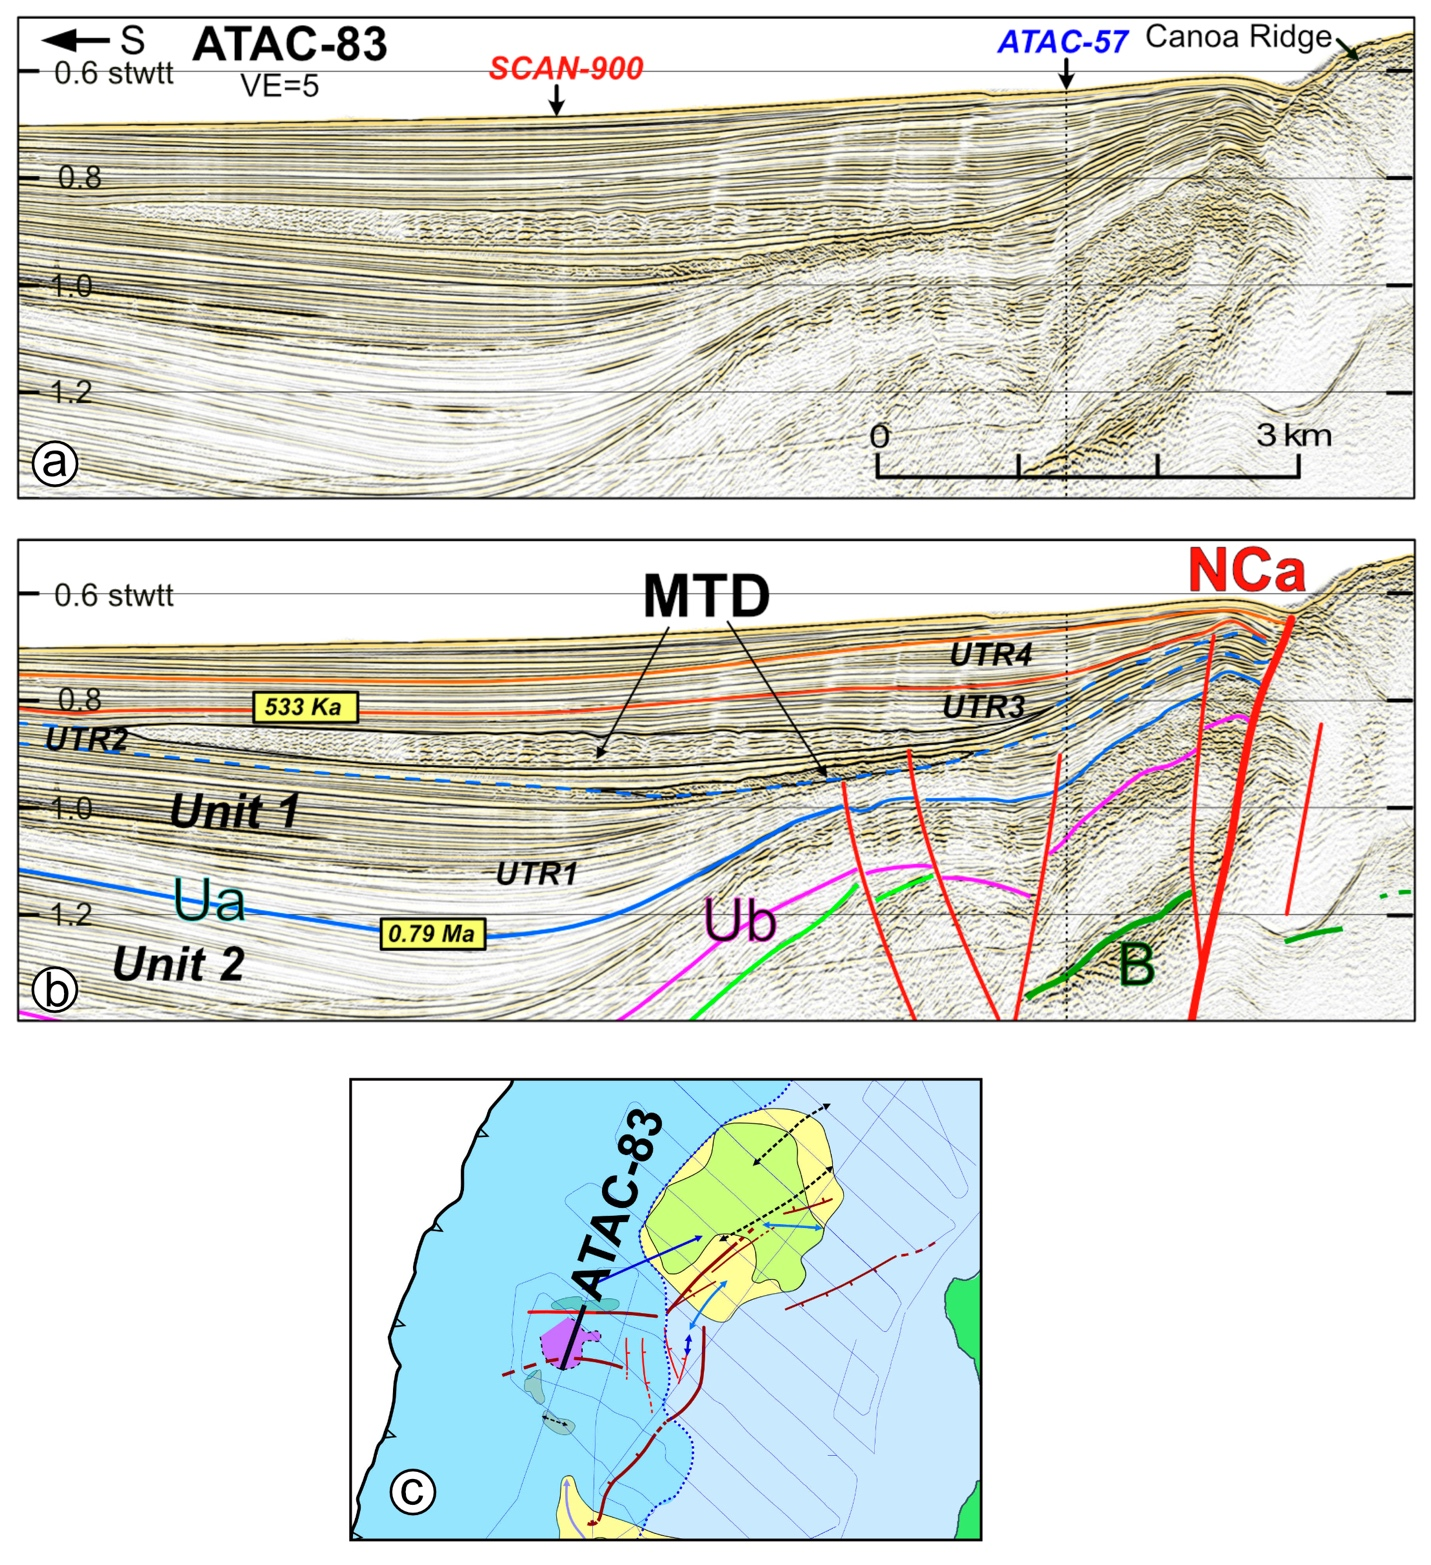 S ATAC-83
VE=5
SCAN-900
ATAC-57 Canoa Ridge
0.6 stwtt
0.8
1.0
1.2
0 3 km
a
NCa
0.6 stwtt
MTD
UTR4
0.8
533 Ka
UTR3
UTR2
1.0
Unit 1
UTR1
Ua
1.2
Ub
0.79 Ma
Unit 2
B
b
ATAC-83
c